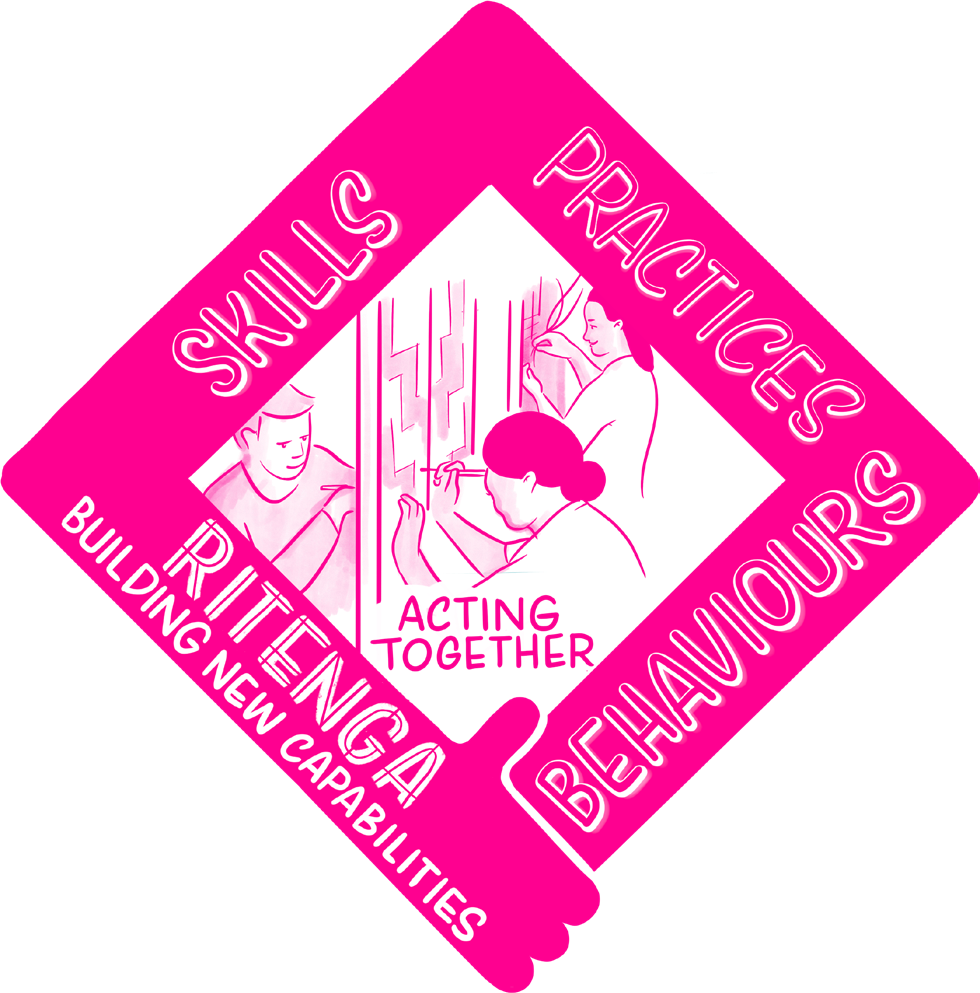 SKILLS
PRACTICES
BEHAVIOURS
RITENGA
BUILDING NEW CAPABILITIES
ACTING
TOGETHER